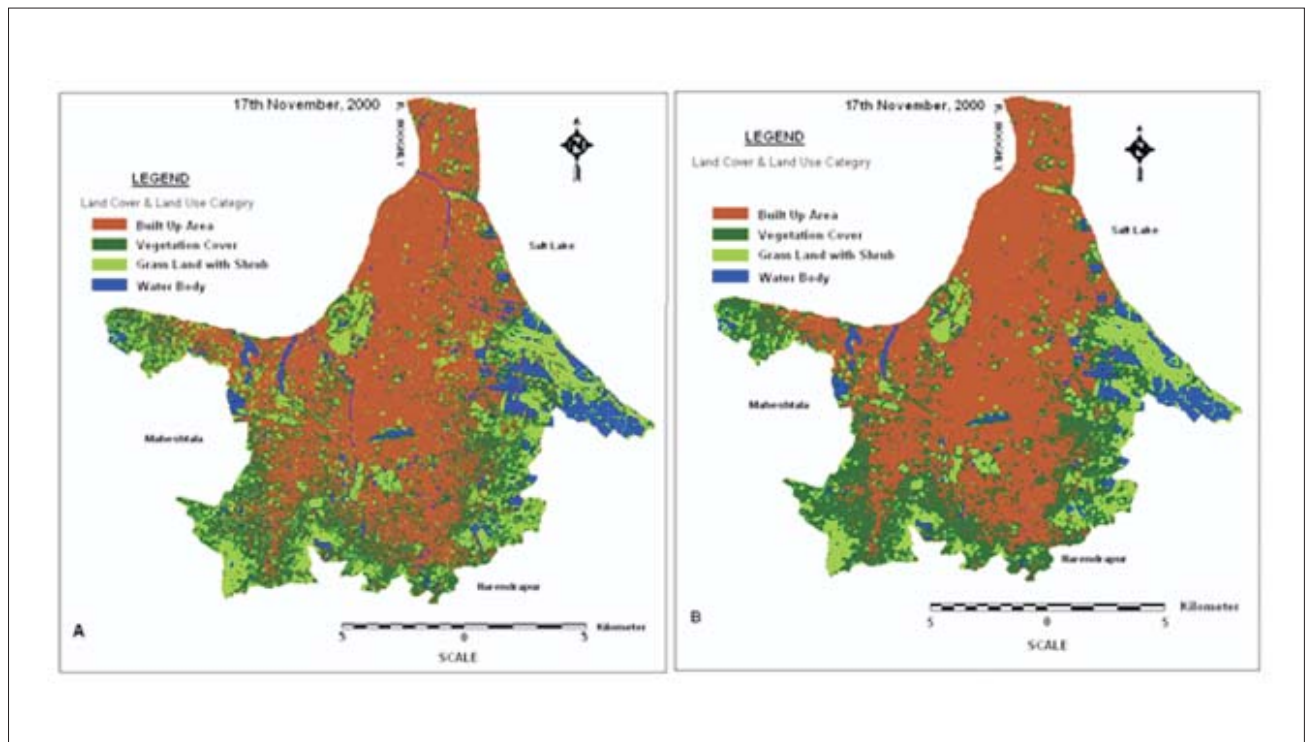 17th November, 2000
R. HOOGHLY
LEGEND
Land Cover & Land Use Category
Built Up Area
Vegetation Cover
Grass Land with Shrub
Water Body
Salt Lake
Maheshtala
Narendrapur
A
5 0 5
Kilometer
SCALE
17th November, 2000
R. HOOGHLY
LEGEND
Land Cover & Land Use Category
Built Up Area
Vegetation Cover
Grass Land with Shrub
Water Body
Salt Lake
Maheshtala
Narendrapur
B
5 0 5
Kilometer
SCALE